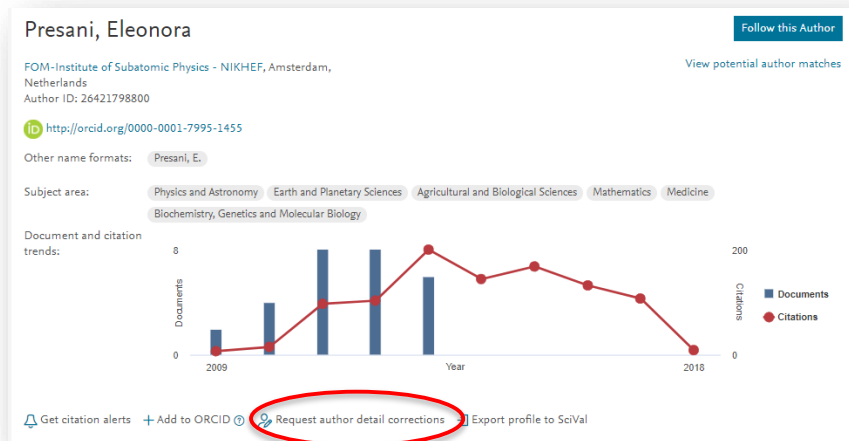 Presani, Eleonora
Follow this Author
FOM-Institute of Subatomic Physics - NIKHEF, Amsterdam,
Netherlands
View potential author matches
Author ID: 26421798800
iD http://orcid.org/0000-0001-7995-1455
Other name formats: Presani, E.
Subject area: Physics and Astronomy Earth and Planetary Sciences Agricultural and Biological Sciences Mathematics Medicine
Biochemistry, Genetics and Molecular Biology
Document and citation
trends:
8
200
Documents
Citations
Documents
Citations
0
0
2009 Year 2018
Get citation alerts + Add to ORCID ? Request author detail corrections Export profile to SciVal